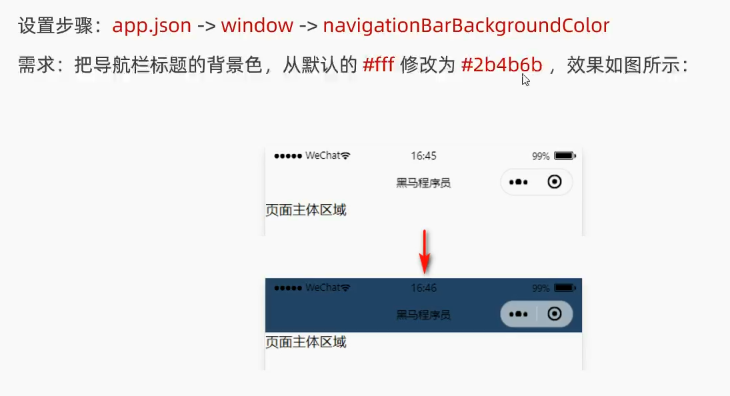 设置步骤：app.json -> window -> navigationBarBackgroundColor
需求：把导航栏标题的背景色，从默认的 #fff 修改为 #2b4b6b ，效果如图所示：
WeChat 16:45 99%
黑马程序员
页面主体区域
WeChat 16:46 99%
黑马程序员
页面主体区域